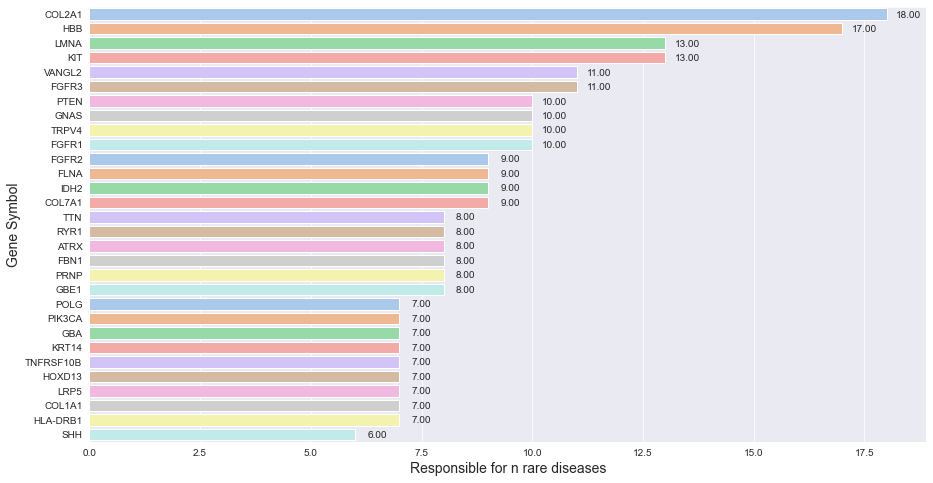 COL2A1 18.00
HBB 17.00
LMNA 13.00
KIT 13.00
VANGL2 11.00
FGFR3 11.00
PTEN 10.00
GNAS 10.00
TRPV4 10.00
FGFR1 10.00
FGFR2 9.00
FLNA 9.00
IDH2 9.00
COL7A1 9.00
TTN 8.00
RYR1 8.00
ATRX 8.00
FBN1 8.00
PRNP 8.00
GBE1 8.00
POLG 7.00
PIK3CA 7.00
GBA 7.00
KRT14 7.00
TNFRSF10B 7.00
HOXD13 7.00
LRP5 7.00
COL1A1 7.00
HLA-DRB1 7.00
SHH 6.00
Gene Symbol
0.0 2.5 5.0 7.5 10.0 12.5 15.0 17.5
Responsible for n rare diseases